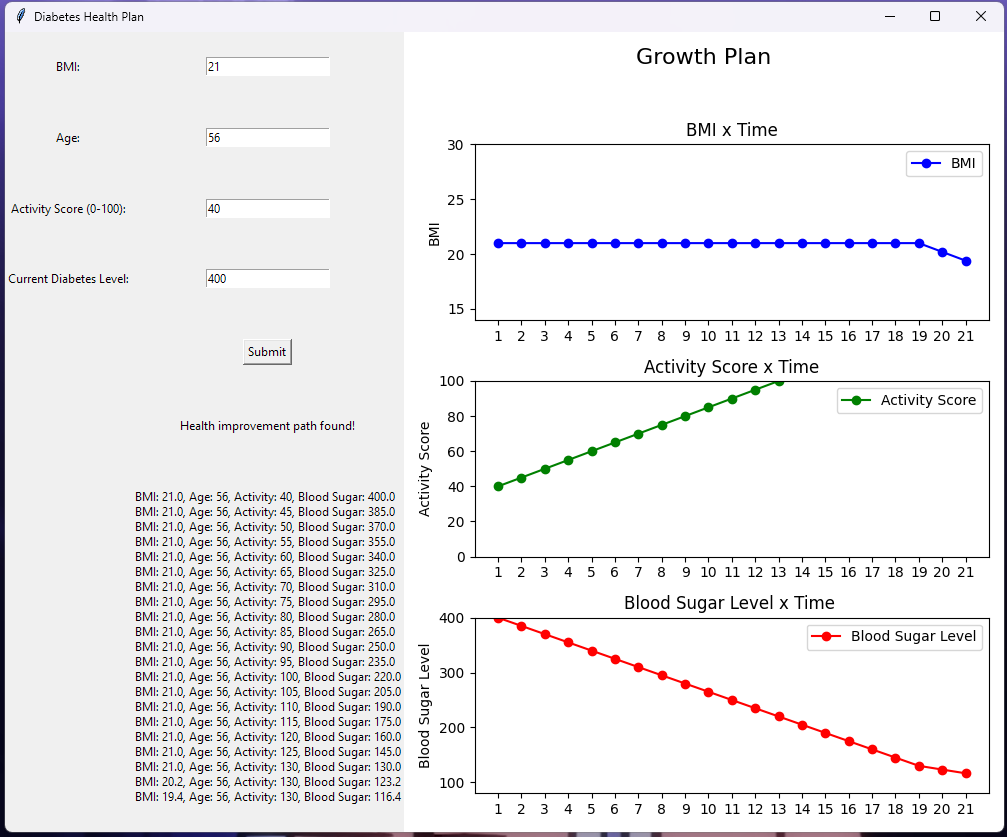 Diabetes Health Plan
BMI: 21
Age: 56
Activity Score (0-100): 40
Current Diabetes Level: 400
Submit
Health improvement path found!
BMI: 21.0, Age: 56, Activity: 40, Blood Sugar: 400.0
BMI: 21.0, Age: 56, Activity: 45, Blood Sugar: 385.0
BMI: 21.0, Age: 56, Activity: 50, Blood Sugar: 370.0
BMI: 21.0, Age: 56, Activity: 55, Blood Sugar: 355.0
BMI: 21.0, Age: 56, Activity: 60, Blood Sugar: 340.0
BMI: 21.0, Age: 56, Activity: 65, Blood Sugar: 325.0
BMI: 21.0, Age: 56, Activity: 70, Blood Sugar: 310.0
BMI: 21.0, Age: 56, Activity: 75, Blood Sugar: 295.0
BMI: 21.0, Age: 56, Activity: 80, Blood Sugar: 280.0
BMI: 21.0, Age: 56, Activity: 85, Blood Sugar: 265.0
BMI: 21.0, Age: 56, Activity: 90, Blood Sugar: 250.0
BMI: 21.0, Age: 56, Activity: 95, Blood Sugar: 235.0
BMI: 21.0, Age: 56, Activity: 100, Blood Sugar: 220.0
BMI: 21.0, Age: 56, Activity: 105, Blood Sugar: 205.0
BMI: 21.0, Age: 56, Activity: 110, Blood Sugar: 190.0
BMI: 21.0, Age: 56, Activity: 115, Blood Sugar: 175.0
BMI: 21.0, Age: 56, Activity: 120, Blood Sugar: 160.0
BMI: 21.0, Age: 56, Activity: 125, Blood Sugar: 145.0
BMI: 21.0, Age: 56, Activity: 130, Blood Sugar: 130.0
BMI: 20.2, Age: 56, Activity: 130, Blood Sugar: 123.2
BMI: 19.4, Age: 56, Activity: 130, Blood Sugar: 116.4
Growth Plan
BMI x Time
BMI
BMI
30
25
20
15
1 2 3 4 5 6 7 8 9 10 11 12 13 14 15 16 17 18 19 20 21
Activity Score x Time
Activity Score
Activity Score
100
80
60
40
20
0
1 2 3 4 5 6 7 8 9 10 11 12 13 14 15 16 17 18 19 20 21
Blood Sugar Level x Time
Blood Sugar Level
Blood Sugar Level
400
300
200
100
1 2 3 4 5 6 7 8 9 10 11 12 13 14 15 16 17 18 19 20 21